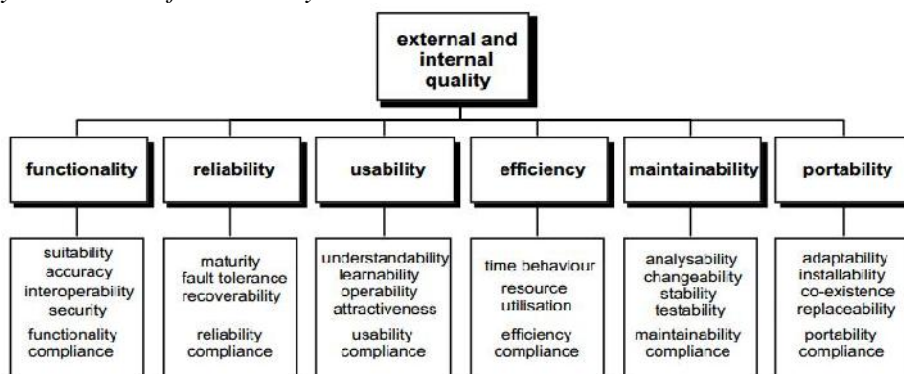 external and
internal
quality
functionality
reliability
usability
efficiency
maintainability
portability
suitability
accuracy
interoperability
security
functionality
compliance
maturity
fault tolerance
recoverability
reliability
compliance
understandability
learnability
operability
attractiveness
usability
compliance
time behaviour
resource
utilisation
efficiency
compliance
analysability
changeability
stability
testability
maintainability
compliance
adaptability
installability
co-existence
replaceability
portability
compliance